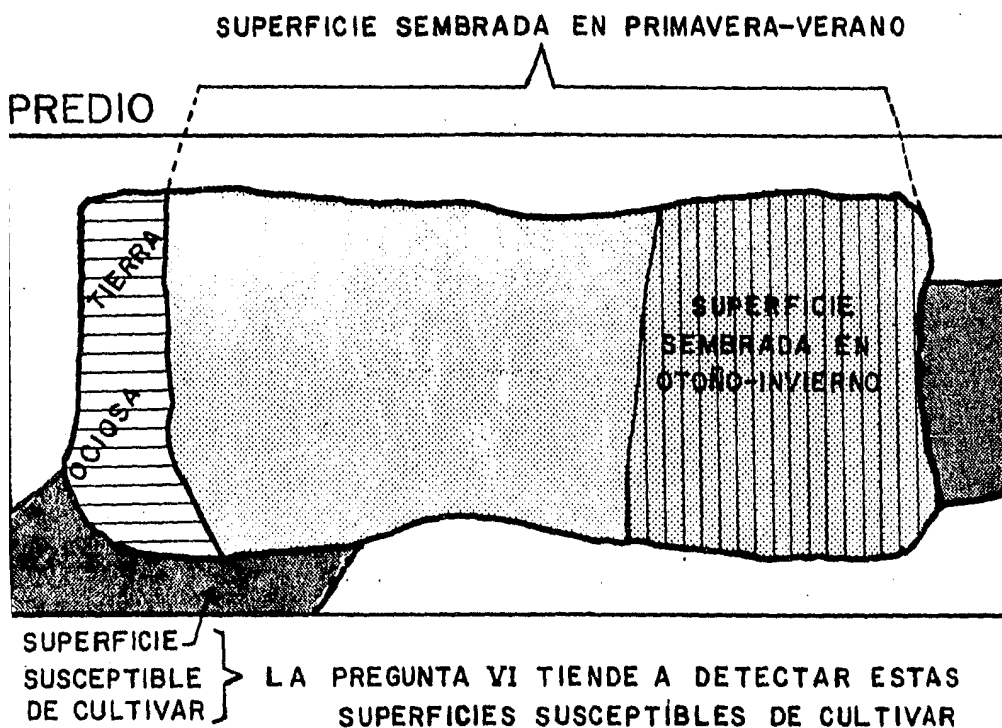 SUPERFICIE SEMBRADA EN PRIMAVERA-VERANO
PREDIO
TIERRA
OCIOSA
SUPERFICIE
SEMBRADA EN
OTOÑO-INVIERNO
SUPERFICIE
SUSCEPTIBLE
DE CULTIVAR
LA PREGUNTA VI TIENDE A DETECTAR ESTAS
SUPERFICIES SUSCEPTÍBLES DE CULTIVAR